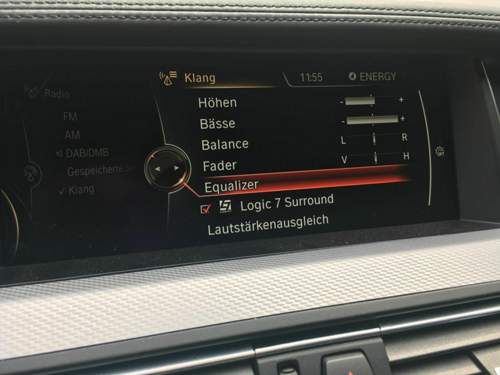 Klang 11:55 ENERGY
Radio
FM
AM
DAB/DMB
Gespeicherte
Klang
Höhen - +
Bässe - +
Balance L R
Fader V H
Equalizer
Logic 7 Surround
Lautstärkenausgleich